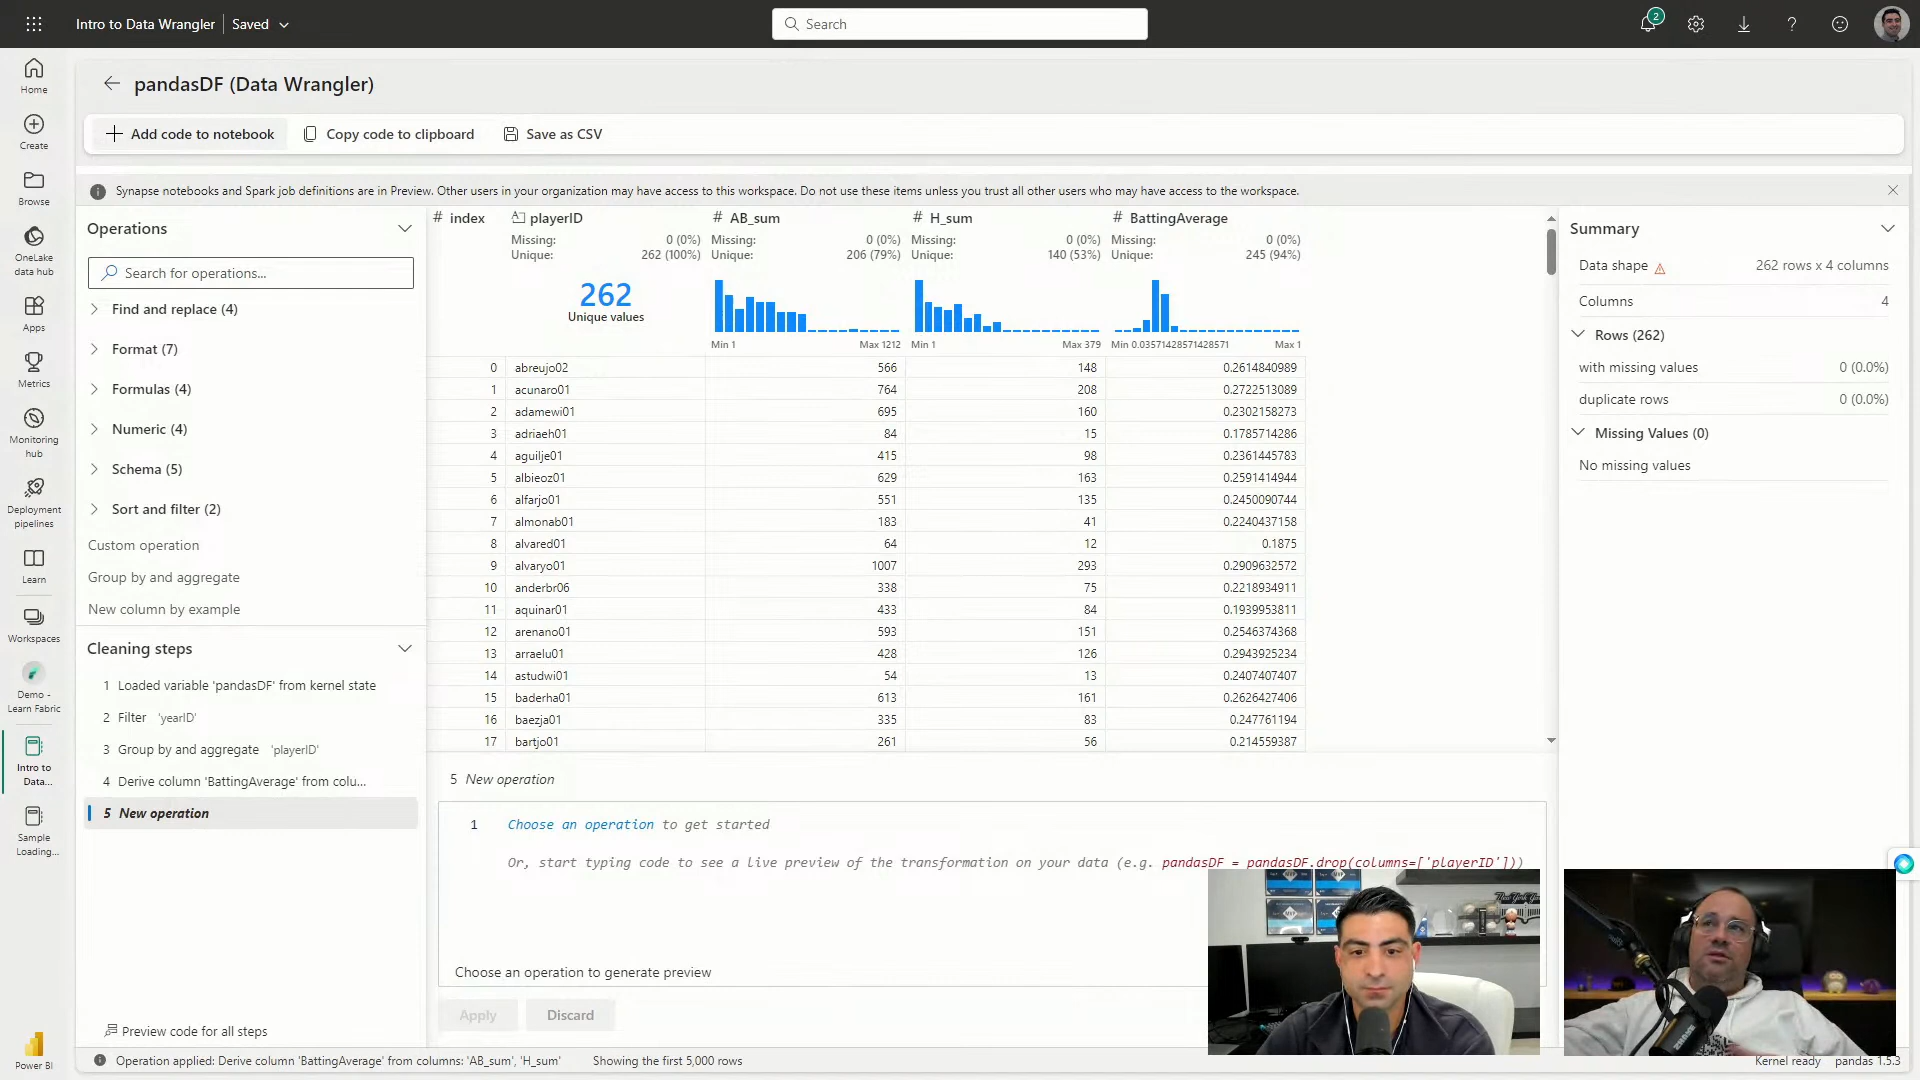 Intro to Data Wrangler Saved
Search
2
Home
Create
Browse
OneLake
data hub
Apps
Metrics
Monitoring
hub
Learn
Deployment
pipelines
Workspaces
Demo -
Learn Fabric
Intro to
Data...
Sample
Loading...
Power BI
pandasDF (Data Wrangler)
Add code to notebook Copy code to clipboard Save as CSV
Synapse notebooks and Spark job definitions are in Preview. Other users in your organization may have access to this workspace. Do not use these items unless you trust all other users who may have access to the workspace.
Operations
Search for operations...
Find and replace (4)
Format (7)
Formulas (4)
Numeric (4)
Schema (5)
Sort and filter (2)
Custom operation
Group by and aggregate
New column by example
Cleaning steps
1 Loaded variable 'pandasDF' from kernel state
2 Filter 'yearID'
3 Group by and aggregate 'playerID'
4 Derive column 'BattingAverage' from colu...
5 New operation
Preview code for all steps
# index playerID # AB_sum # H_sum # BattingAverage
Missing: 0 (0%) Missing: 0 (0%) Missing: 0 (0%) Missing: 0 (0%)
Unique: 262 (100%) Unique: 206 (79%) Unique: 140 (53%) Unique: 245 (94%)
262
Unique values
Min 1 Max 1212 Min 1 Max 379 Min 0.03571428571428571 Max 1
0 abreujo02 566 148 0.2614840989
1 acunaro01 764 208 0.2722513089
2 adamewi01 695 160 0.2302158273
3 adriaeh01 84 15 0.1785714286
4 aguilje01 415 98 0.2361445783
5 albieoz01 629 163 0.2591414944
6 alfarjo01 551 135 0.2450090744
7 almonab01 183 41 0.2240437158
8 alvared01 64 12 0.1875
9 alvaryo01 1007 293 0.2909632572
10 anderbr06 338 75 0.2218934911
11 aquinar01 433 84 0.1939953811
12 arenano01 593 151 0.2546374368
13 arraelu01 428 126 0.2943925234
14 astudwi01 54 13 0.2407407407
15 baderha01 613 161 0.2626427406
16 baezja01 335 83 0.247761194
17 bartjo01 261 56 0.214559387
5 New operation
1 Choose an operation to get started
Or, start typing code to see a live preview of the transformation on your data (e.g. pandasDF = pandasDF.drop(columns=['playerID']))
Choose an operation to generate preview
Apply Discard
Summary
Data shape 262 rows x 4 columns
Columns 4
Rows (262)
with missing values 0 (0.0%)
duplicate rows 0 (0.0%)
Missing Values (0)
No missing values
Operation applied: Derive column 'BattingAverage' from columns: 'AB_sum', 'H_sum' Showing the first 5,000 rows
Kernel ready pandas 1.5.3